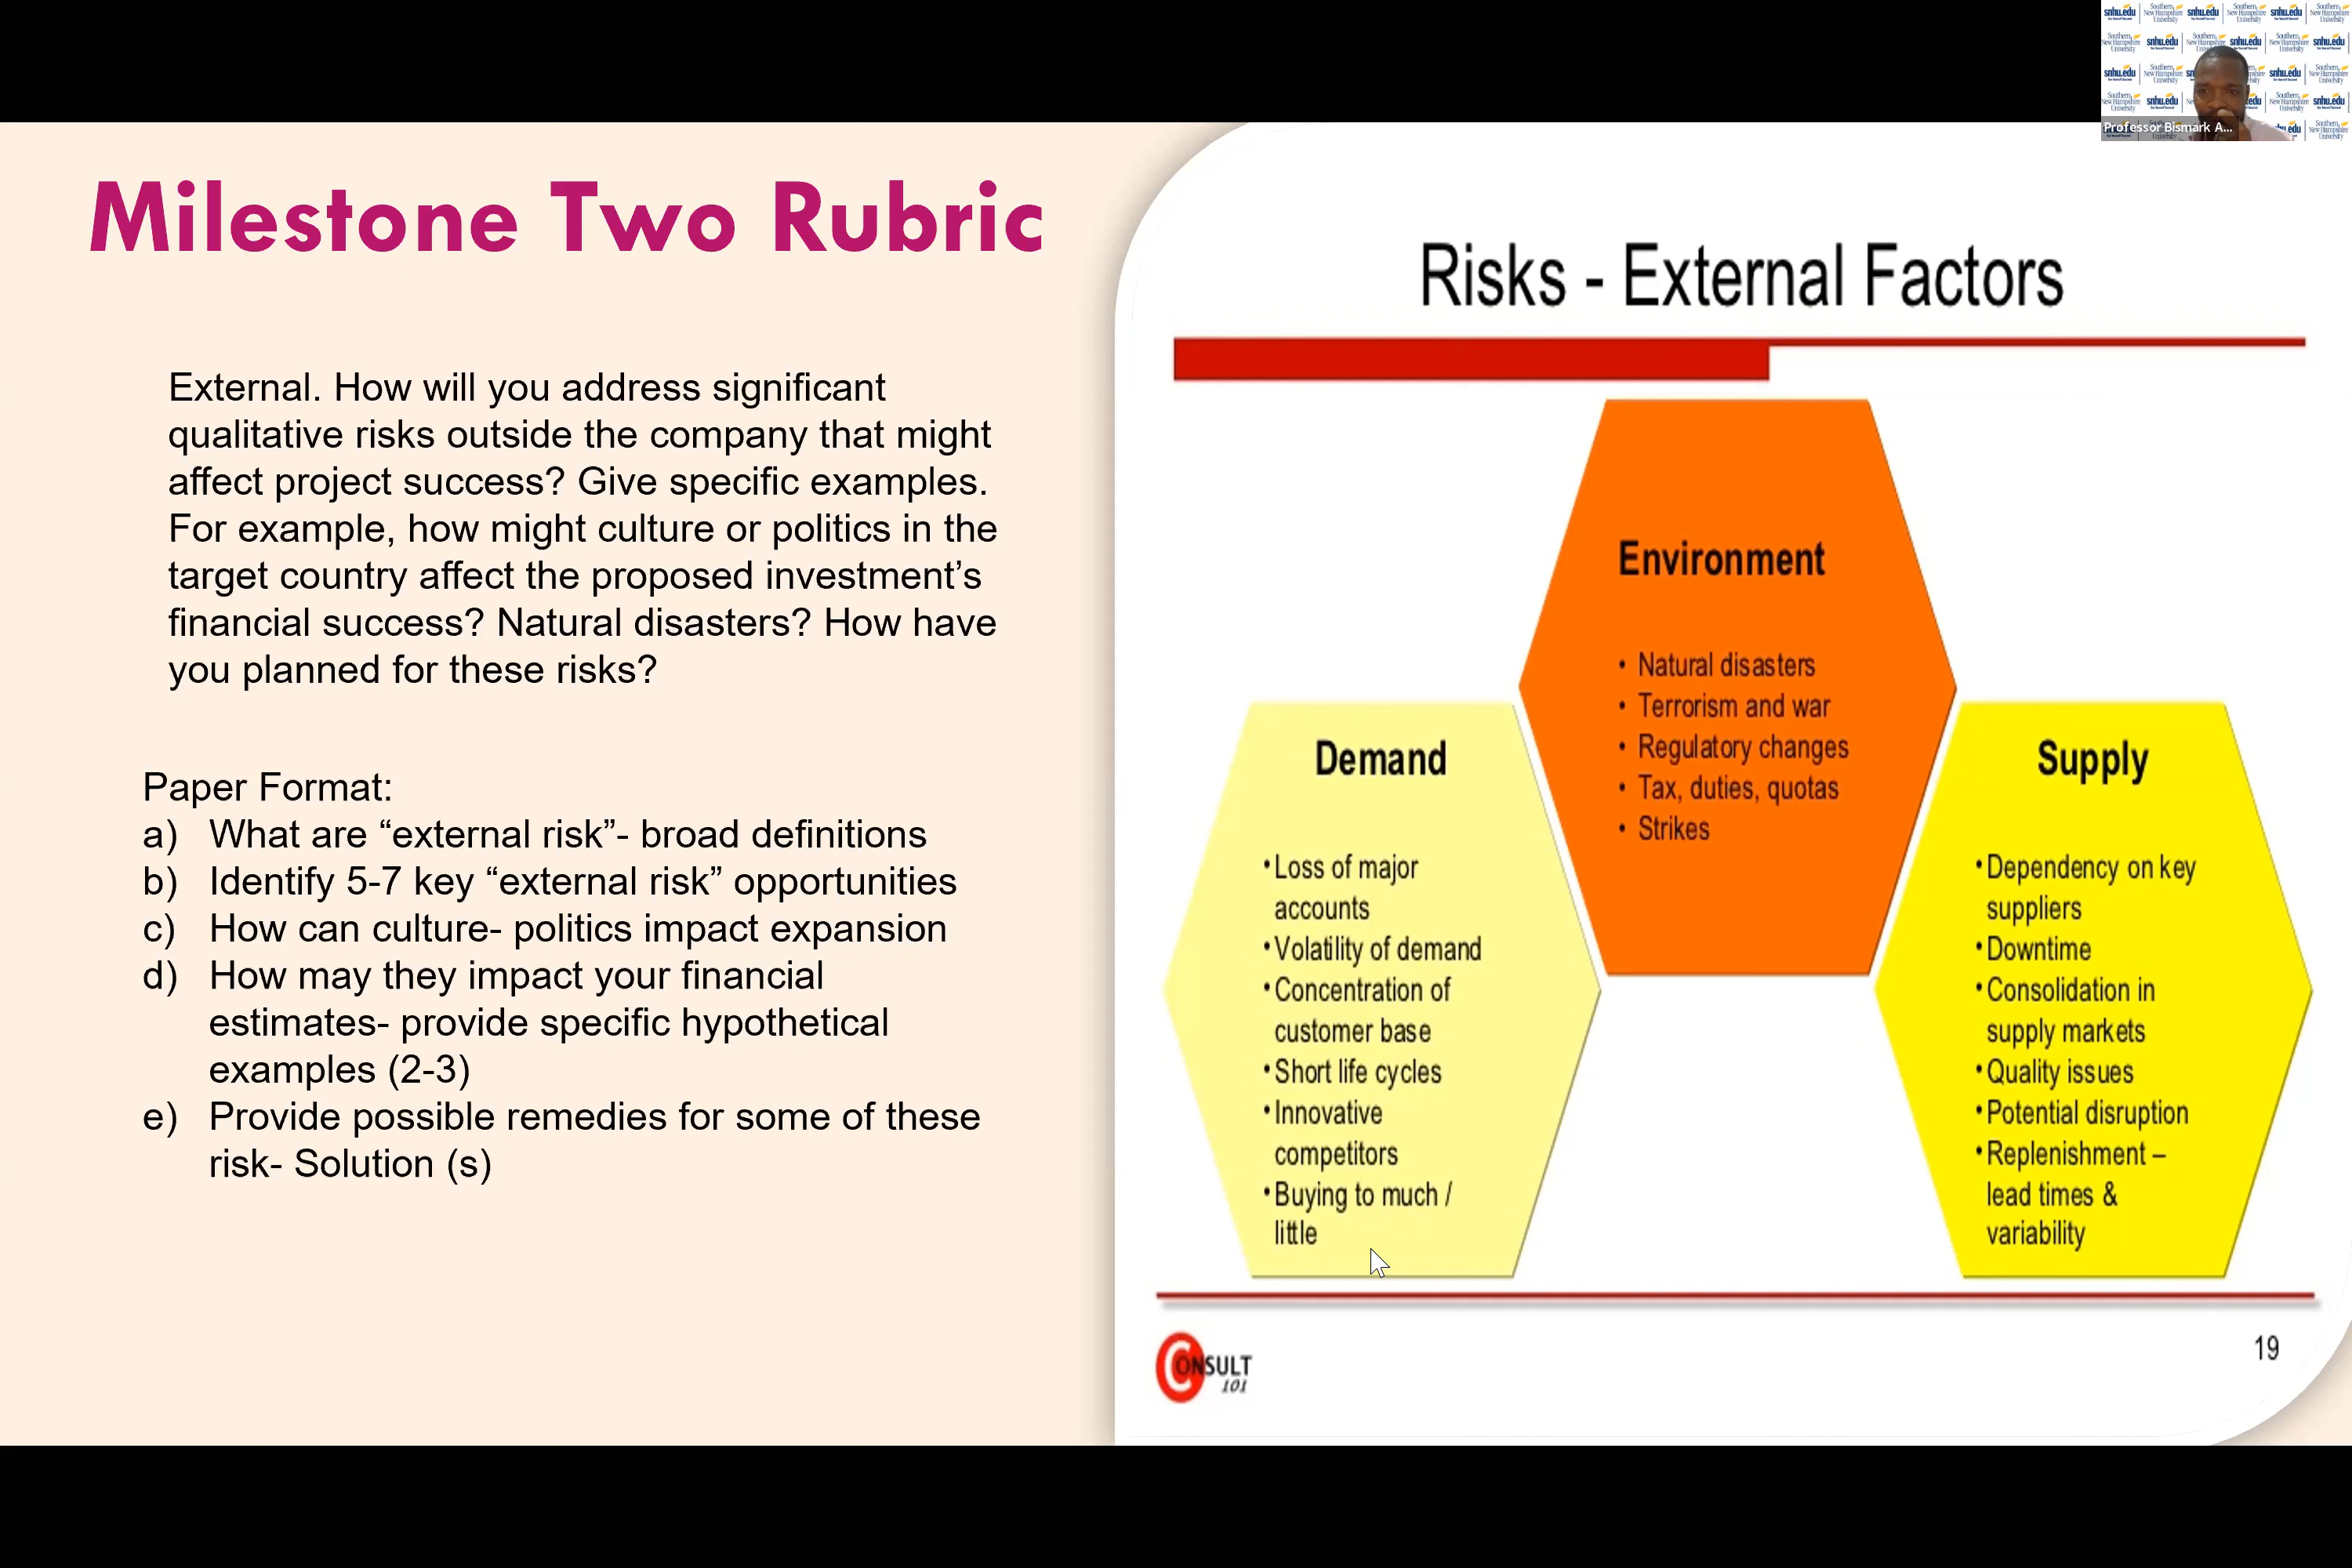 snhu.edu
Southern New Hampshire University
Professor Bismark A...
Milestone Two Rubric
External. How will you address significant
qualitative risks outside the company that might
affect project success? Give specific examples.
For example, how might culture or politics in the
target country affect the proposed investment’s
financial success? Natural disasters? How have
you planned for these risks?
Paper Format:
a) What are “external risk”- broad definitions
b) Identify 5-7 key “external risk” opportunities
c) How can culture- politics impact expansion
d) How may they impact your financial
estimates- provide specific hypothetical
examples (2-3)
e) Provide possible remedies for some of these
risk- Solution (s)
Risks - External Factors
Environment
• Natural disasters
• Terrorism and war
• Regulatory changes
• Tax, duties, quotas
• Strikes
Demand
• Loss of major
accounts
• Volatility of demand
• Concentration of
customer base
• Short life cycles
• Innovative
competitors
• Buying to much /
little
Supply
• Dependency on key
suppliers
• Downtime
• Consolidation in
supply markets
• Quality issues
• Potential disruption
• Replenishment –
lead times &
variability
CONSULT
101
19